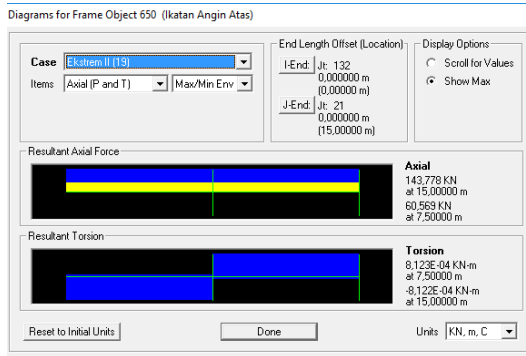 Diagrams for Frame Object 650 (Ikatan Angin Atas)
Case Ekstrem II (19)
Items Axial (P and T) Max/Min Env
End Length Offset (Location)
I-End: Jt: 132
0,000000 m
(0,00000 m)
J-End: Jt: 21
0,000000 m
(15,00000 m)
Display Options
Scroll for Values
Show Max
Resultant Axial Force
Axial
143,778 KN
at 15,00000 m
60,569 KN
at 7,50000 m
Resultant Torsion
Torsion
8,123E-04 KN-m
at 7,50000 m
-8,122E-04 KN-m
at 15,00000 m
Reset to Initial Units
Done
Units KN, m, C